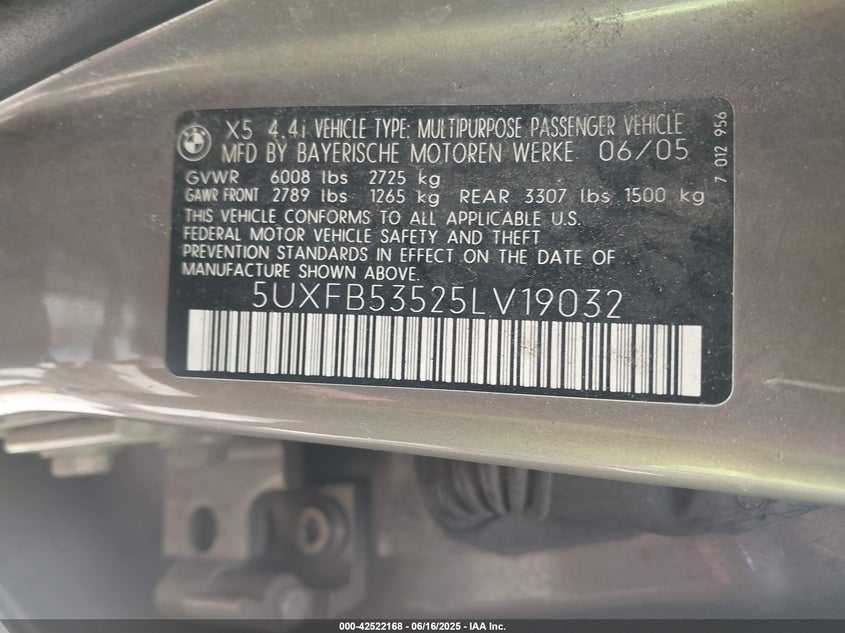 X5 4.4i VEHICLE TYPE: MULTIPURPOSE PASSENGER VEHICLE
MFD BY BAYERISCHE MOTOREN WERKE 06/05
GVWR 6008 lbs 2725 kg
GAWR FRONT 2789 lbs 1265 kg REAR 3307 lbs 1500 kg
THIS VEHICLE CONFORMS TO ALL APPLICABLE U.S.
FEDERAL MOTOR VEHICLE SAFETY AND THEFT
PREVENTION STANDARDS IN EFFECT ON THE DATE OF
MANUFACTURE SHOWN ABOVE.
5UXFB53525LV19032
7 012 956
000-42522168 - 06/16/2025 - IAA Inc.